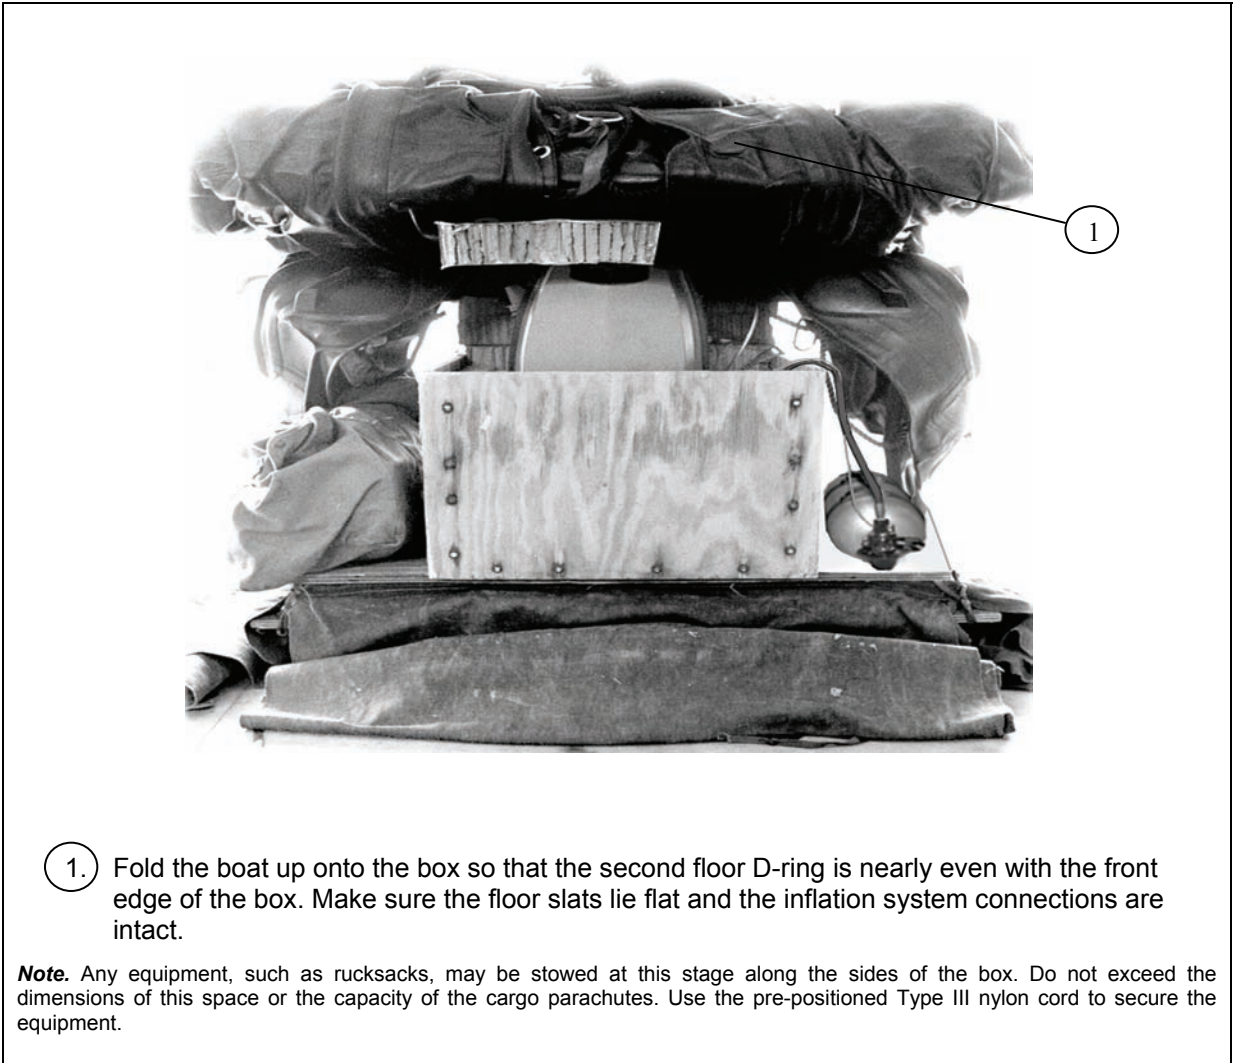 1
1. Fold the boat up onto the box so that the second floor D-ring is nearly even with the front
edge of the box. Make sure the floor slats lie flat and the inflation system connections are
intact.
Note. Any equipment, such as rucksacks, may be stowed at this stage along the sides of the box. Do not exceed the
dimensions of this space or the capacity of the cargo parachutes. Use the pre-positioned Type III nylon cord to secure the
equipment.